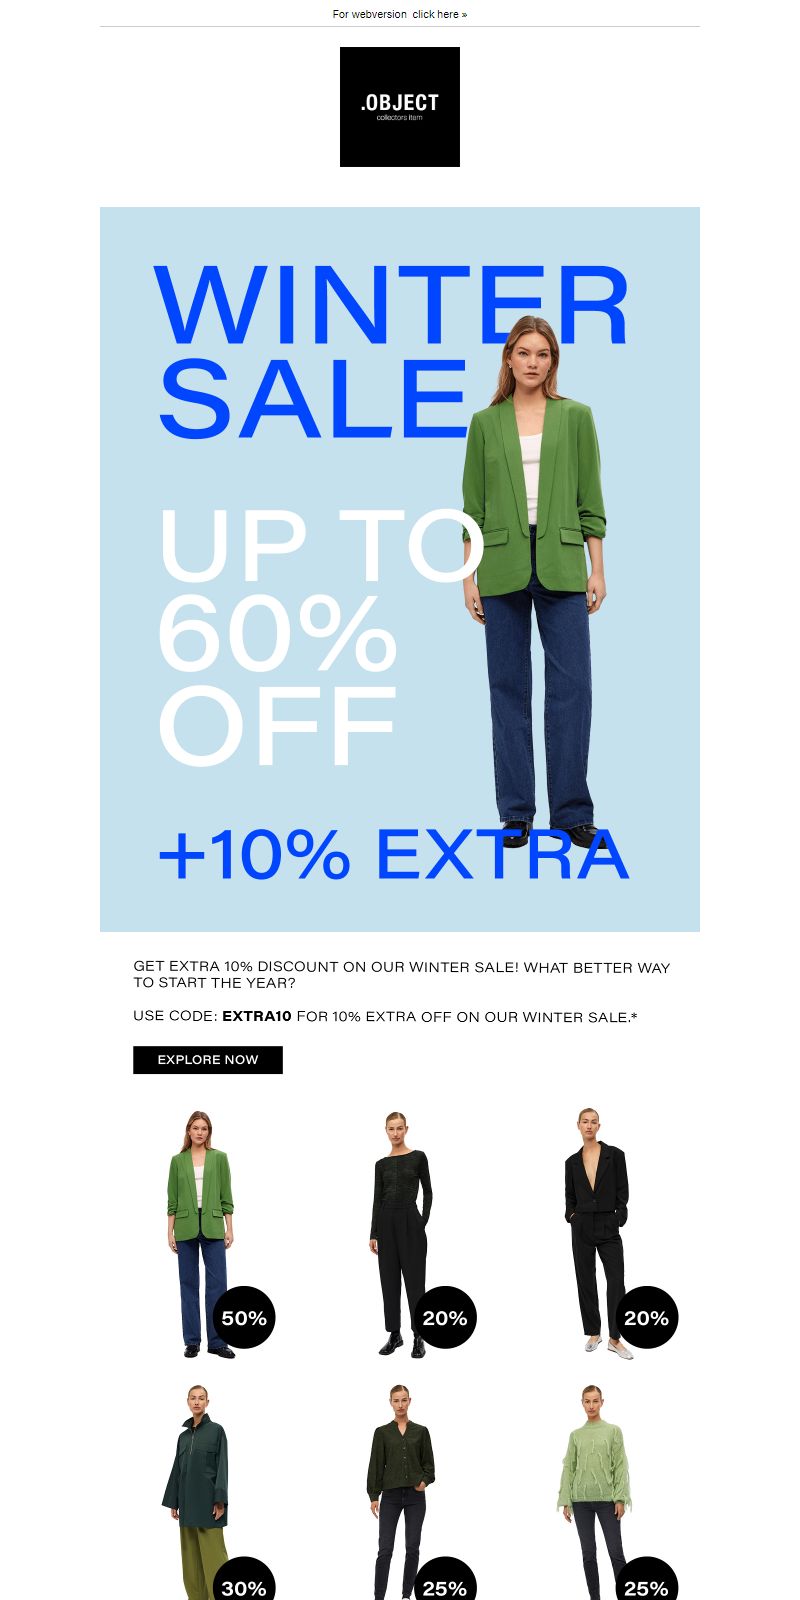 For webversion  click here »
.OBJECT
collectors item
WINTER
SALE
UP TO
60%
OFF
+10% EXTRA
GET EXTRA 10% DISCOUNT ON OUR WINTER SALE! WHAT BETTER WAY
TO START THE YEAR?
USE CODE: EXTRA10 FOR 10% EXTRA OFF ON OUR WINTER SALE.*
EXPLORE NOW
50%
20%
20%
30%
25%
25%